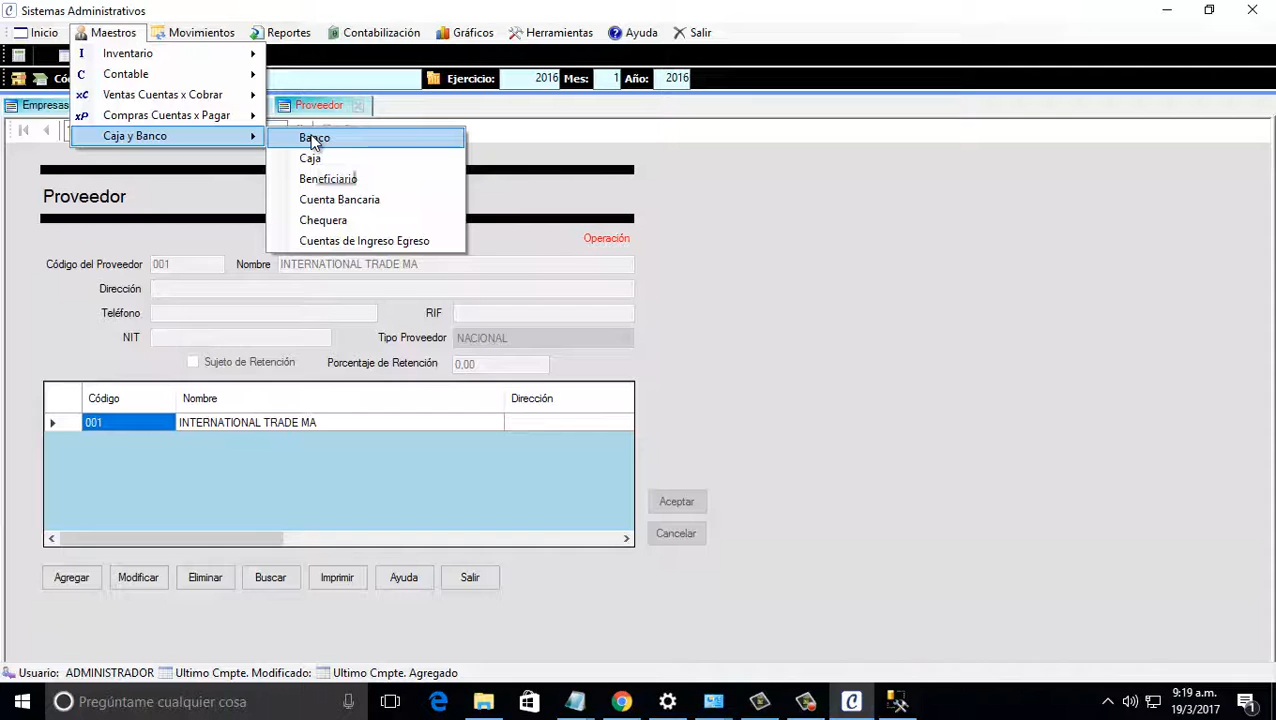 Sistemas Administrativos
Inicio Maestros Movimientos Reportes Contabilización Gráficos Herramientas Ayuda Salir
Ejercicio: 2016 Mes: 1 Año: 2016
Empresas Proveedor
I Inventario
C Contable
xC Ventas Cuentas x Cobrar
xP Compras Cuentas x Pagar
Caja y Banco
Banco
Caja
Beneficiario
Cuenta Bancaria
Chequera
Cuentas de Ingreso Egreso
Proveedor
Operación
Código del Proveedor 001 Nombre INTERNATIONAL TRADE MA
Dirección
Teléfono RIF
NIT Tipo Proveedor NACIONAL
Sujeto de Retención Porcentaje de Retención 0,00
Código Nombre Dirección
001 INTERNATIONAL TRADE MA
Aceptar
Cancelar
Agregar Modificar Eliminar Buscar Imprimir Ayuda Salir
Usuario: ADMINISTRADOR Ultimo Cmpte. Modificado: Ultimo Cmpte. Agregado
Pregúntame cualquier cosa
9:19 a.m.
19/3/2017